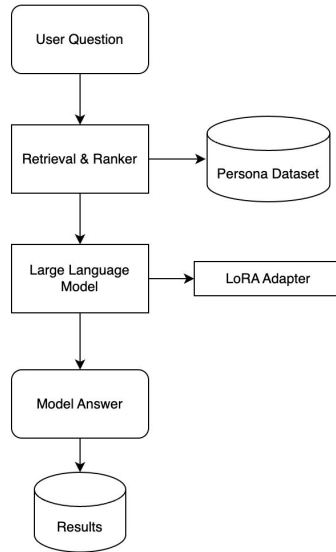 User Question
Retrieval & Ranker
Persona Dataset
Large Language
Model
LoRA Adapter
Model Answer
Results